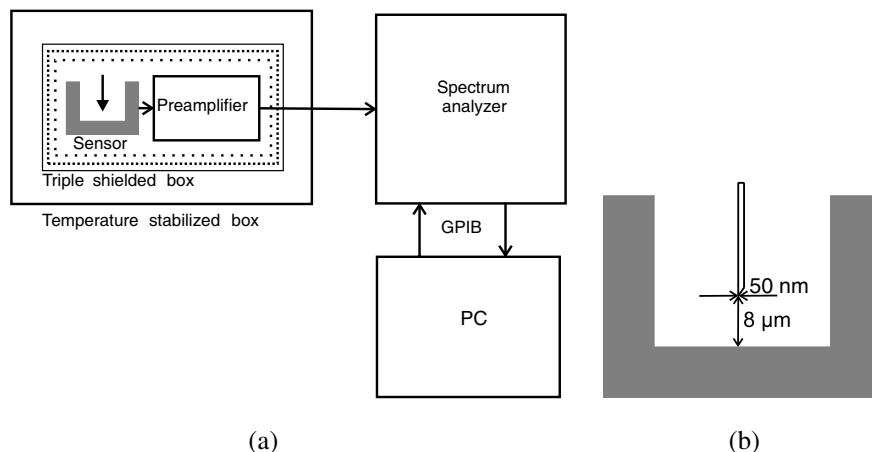 Sensor
Preamplifier
Triple shielded box
Temperature stabilized box
Spectrum
analyzer
GPIB
PC
50 nm
8 μm
(a)
(b)